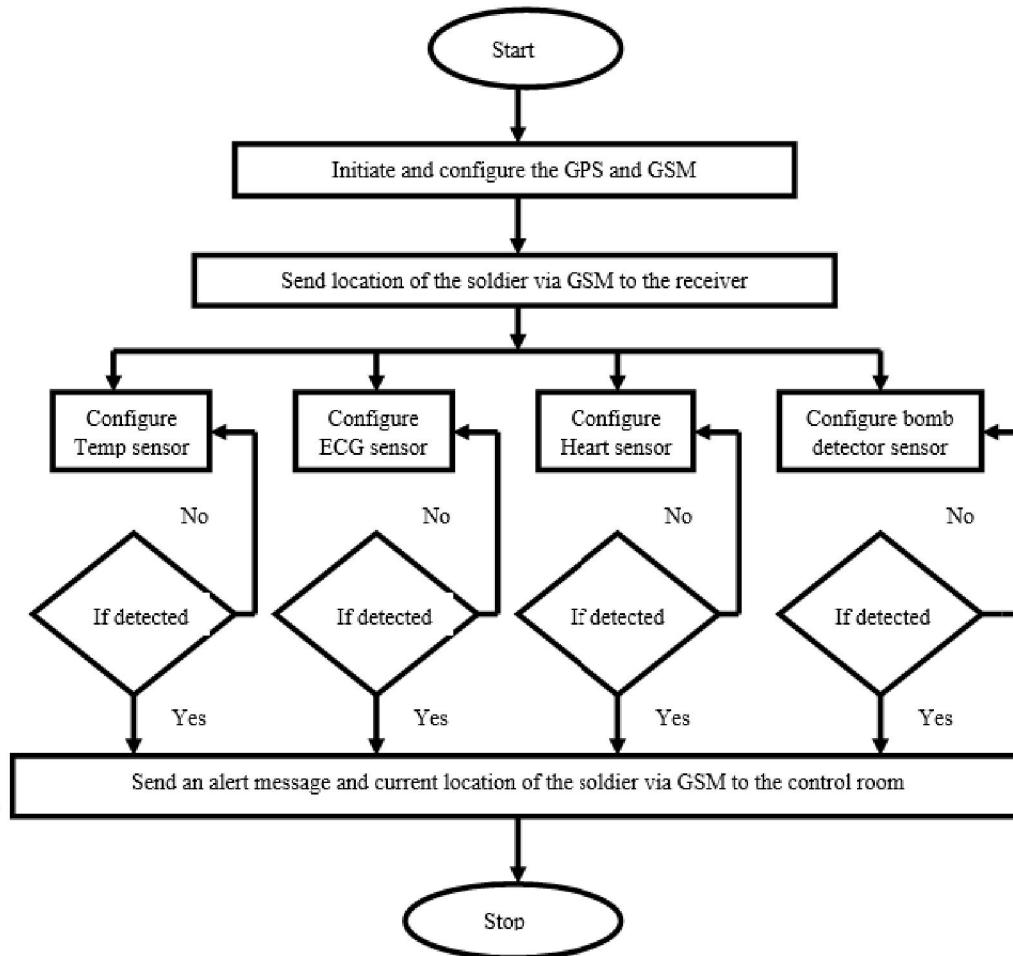 Start
Initiate and configure the GPS and GSM
Send location of the soldier via GSM to the receiver
Configure
Temp sensor
Configure
ECG sensor
Configure
Heart sensor
Configure bomb
detector sensor
No
No
No
No
If detected
If detected
If detected
If detected
Yes
Yes
Yes
Yes
Send an alert message and current location of the soldier via GSM to the control room
Stop